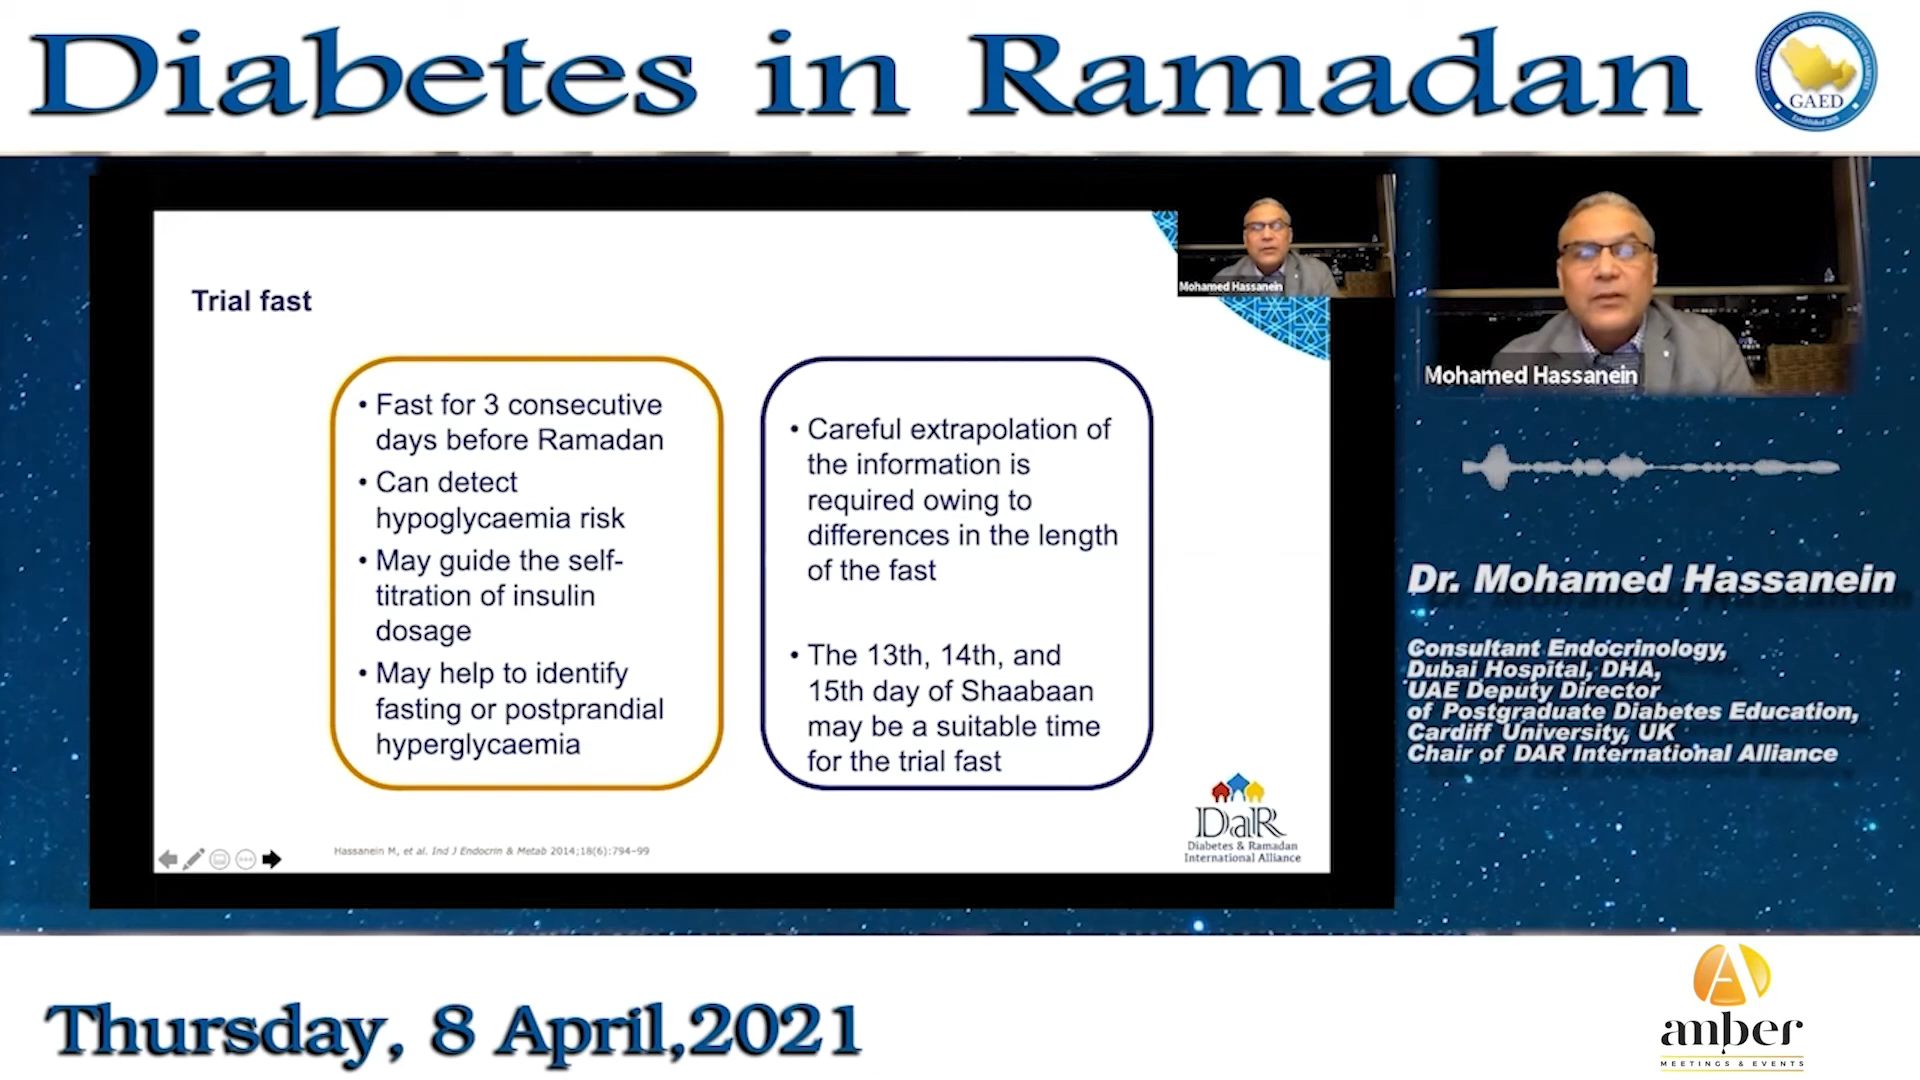 Diabetes in Ramadan
GULF ASSOCIATION OF ENDOCRINOLOGY AND DIABETES
GAED
Trial fast
Mohamed Hassanein
Mohamed Hassanein
• Fast for 3 consecutive
days before Ramadan
• Can detect
hypoglycaemia risk
• May guide the self-
titration of insulin
dosage
• May help to identify
fasting or postprandial
hyperglycaemia
• Careful extrapolation of
the information is
required owing to
differences in the length
of the fast
• The 13th, 14th, and
15th day of Shaabaan
may be a suitable time
for the trial fast
Hassanein M, et al. Ind J Endocrin & Metab 2014;18(6):794–99
DaR
Diabetes & Ramadan
International Alliance
Dr. Mohamed Hassanein
Consultant Endocrinology,
Dubai Hospital, DHA,
UAE Deputy Director
of Postgraduate Diabetes Education,
Cardiff University, UK
Chair of DAR International Alliance
Thursday, 8 April,2021
amber
MEETINGS & EVENTS